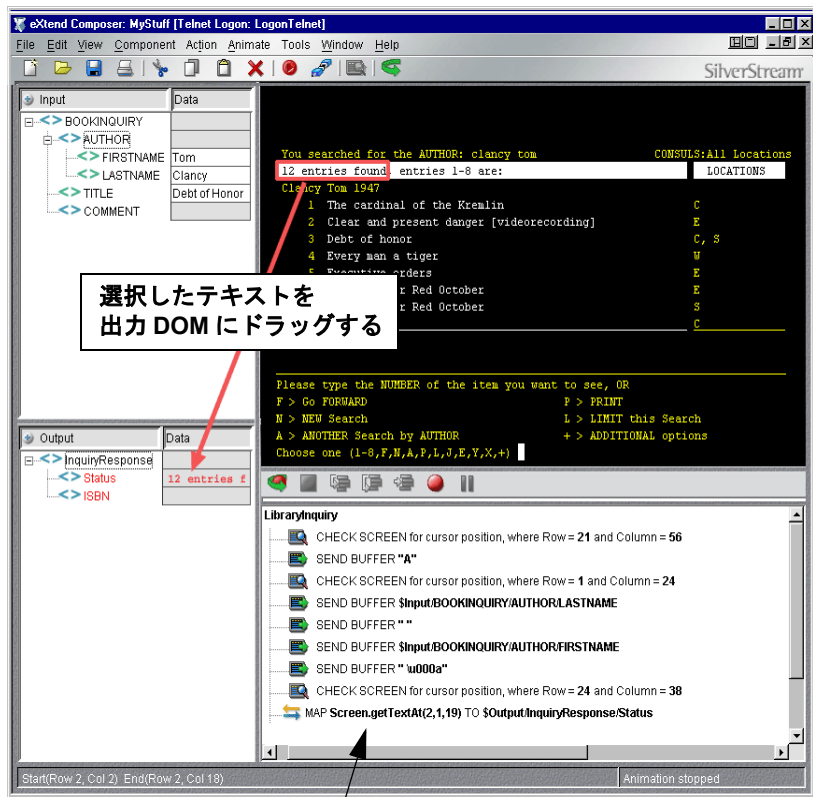 eXtend Composer: MyStuff [Telnet Logon: LogonTelnet]
File Edit View Component Action Animate Tools Window Help
SilverStream
Input Data
BOOKINQUIRY
AUTHOR
FIRSTNAME Tom
LASTNAME Clancy
TITLE Debt of Honor
COMMENT
You searched for the AUTHOR: clancy tom CONSULS:All Locations
12 entries found, entries 1-8 are: LOCATIONS
Clancy Tom 1947
1 The cardinal of the Kremlin C
2 Clear and present danger [videorecording] E
3 Debt of honor C, S
4 Every man a tiger W
5 Executive orders E
r Red October E
r Red October S
C
選択したテキストを
出力 DOM にドラッグする
Please type the NUMBER of the item you want to see, OR
F > Go FORWARD P > PRINT
N > NEW Search L > LIMIT this Search
A > ANOTHER Search by AUTHOR + > ADDITIONAL options
Choose one (1-8,F,N,A,P,L,J,E,Y,X,+)
Output Data
InquiryResponse
Status 12 entries f
ISBN
LibraryInquiry
CHECK SCREEN for cursor position, where Row = 21 and Column = 56
SEND BUFFER "A"
CHECK SCREEN for cursor position, where Row = 1 and Column = 24
SEND BUFFER $Input/BOOKINQUIRY/AUTHOR/LASTNAME
SEND BUFFER " "
SEND BUFFER $Input/BOOKINQUIRY/AUTHOR/FIRSTNAME
SEND BUFFER " \u000a"
CHECK SCREEN for cursor position, where Row = 24 and Column = 38
MAP Screen.getTextAt(2,1,19) TO $Output/InquiryResponse/Status
Start(Row 2, Col 2) End(Row 2, Col 18) Animation stopped